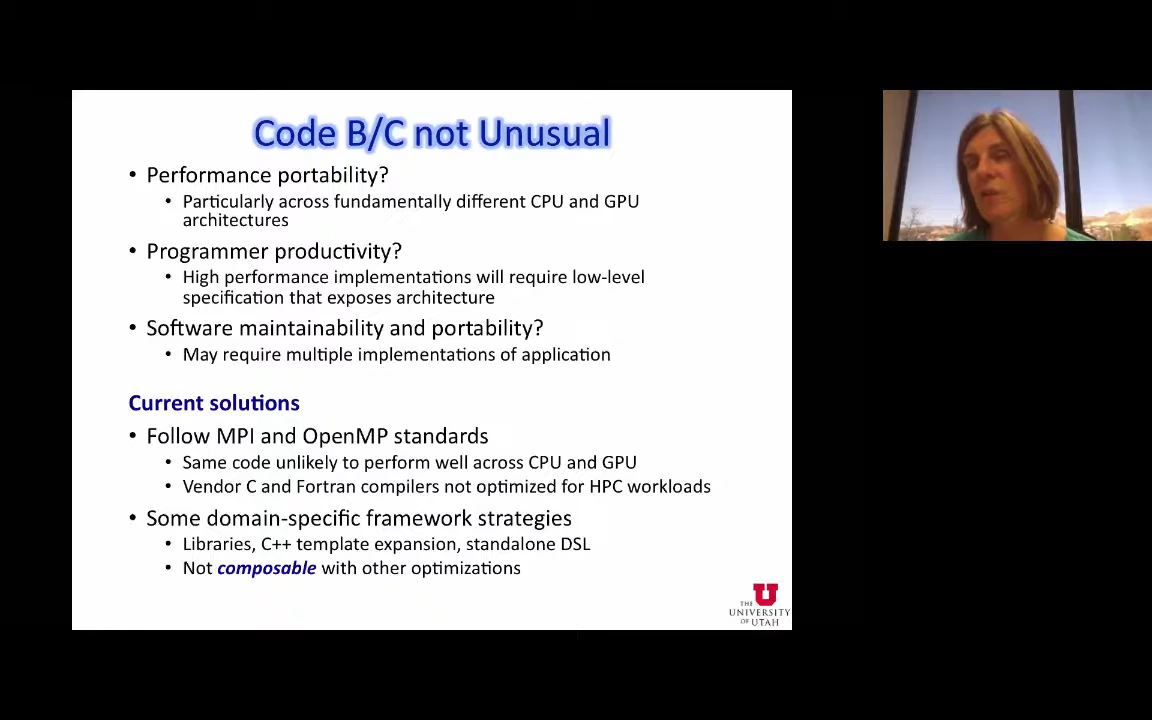 Code B/C not Unusual
• Performance portability?
• Particularly across fundamentally different CPU and GPU
architectures
• Programmer productivity?
• High performance implementations will require low-level
specification that exposes architecture
• Software maintainability and portability?
• May require multiple implementations of application
Current solutions
• Follow MPI and OpenMP standards
• Same code unlikely to perform well across CPU and GPU
• Vendor C and Fortran compilers not optimized for HPC workloads
• Some domain-specific framework strategies
• Libraries, C++ template expansion, standalone DSL
• Not composable with other optimizations
U
THE
UNIVERSITY
OF UTAH